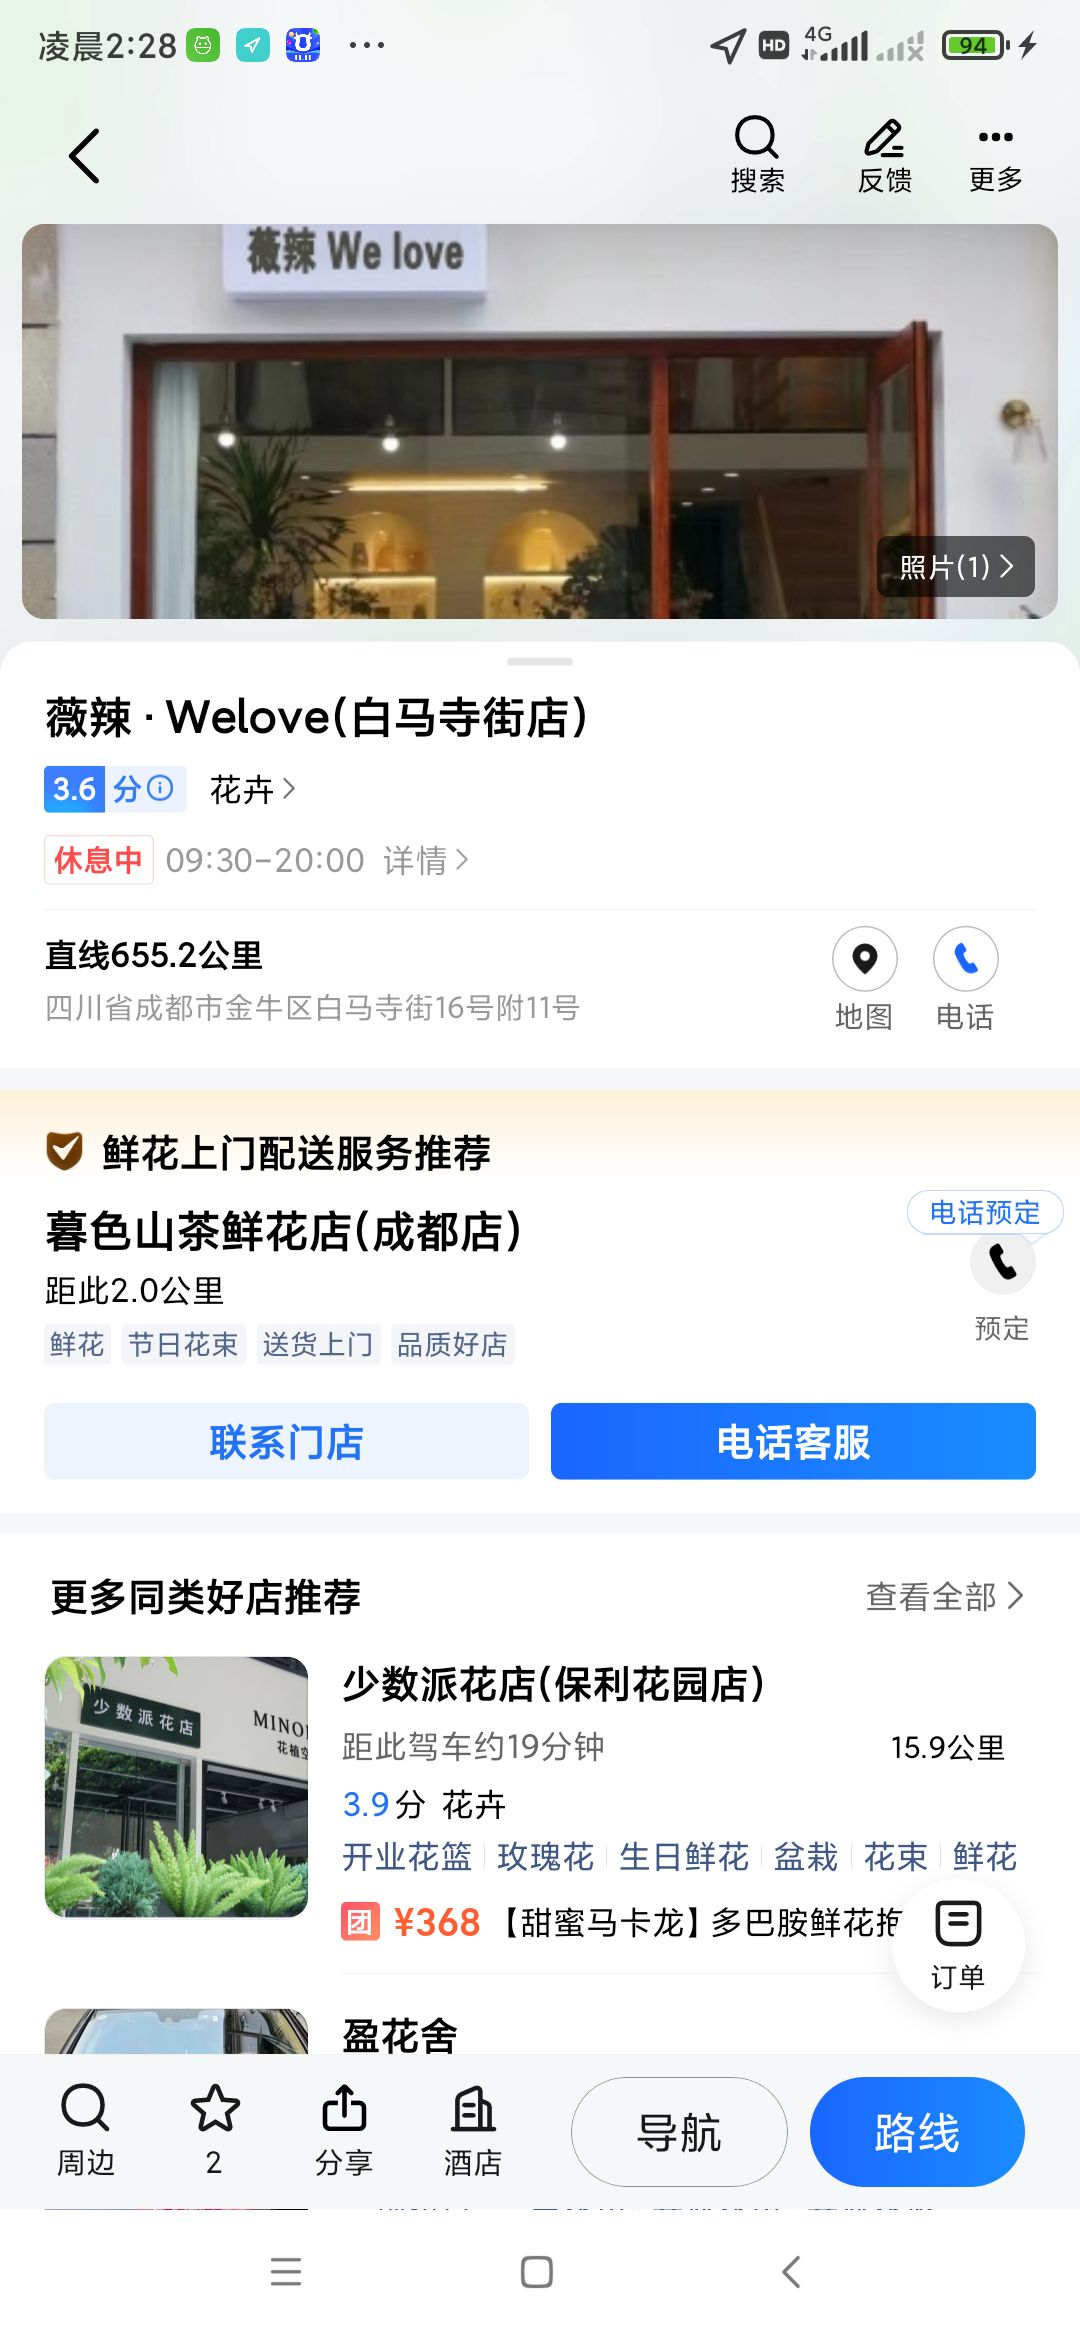 凌晨2:28
HD 4G 94
搜索 反馈 更多
薇辣 We love
照片(1)
薇辣 · Welove(白马寺街店)
3.6 分 花卉
休息中 09:30-20:00 详情
直线655.2公里
四川省成都市金牛区白马寺街16号附11号
地图 电话
鲜花上门配送服务推荐
暮色山茶鲜花店(成都店)
电话预定
距此2.0公里
预定
鲜花 节日花束 送货上门 品质好店
联系门店 电话客服
更多同类好店推荐 查看全部
少数派花店
MINO
花植空
少数派花店(保利花园店)
距此驾车约19分钟 15.9公里
3.9分 花卉
开业花篮 玫瑰花 生日鲜花 盆栽 花束 鲜花
团 ¥368 【甜蜜马卡龙】多巴胺鲜花抱
订单
盈花舍
周边 2 分享 酒店 导航 路线